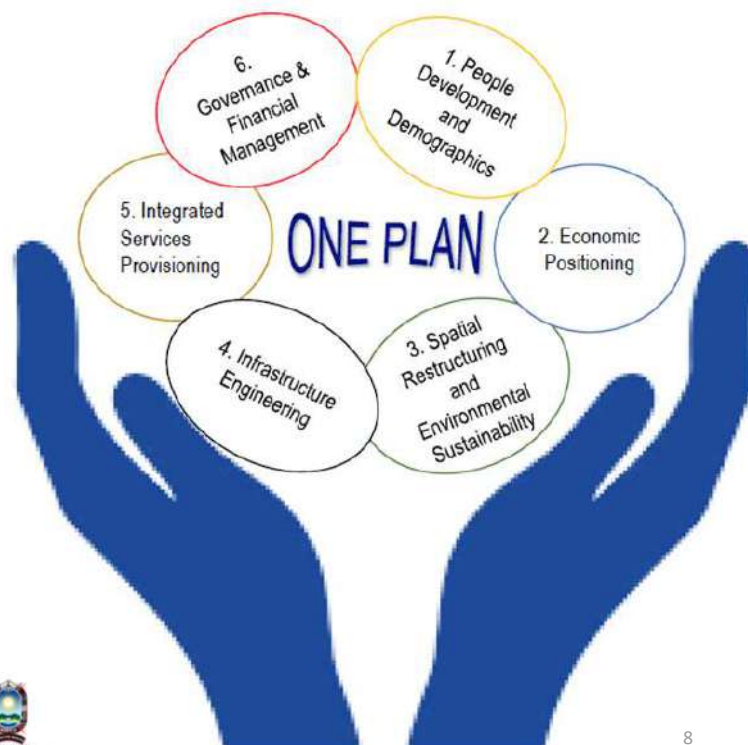 6.
Governance &
Financial
Management
1. People
Development
and
Demographics
5. Integrated
Services
Provisioning
ONE PLAN
2. Economic
Positioning
4. Infrastructure
Engineering
3. Spatial
Restructuring
and
Environmental
Sustainability
8